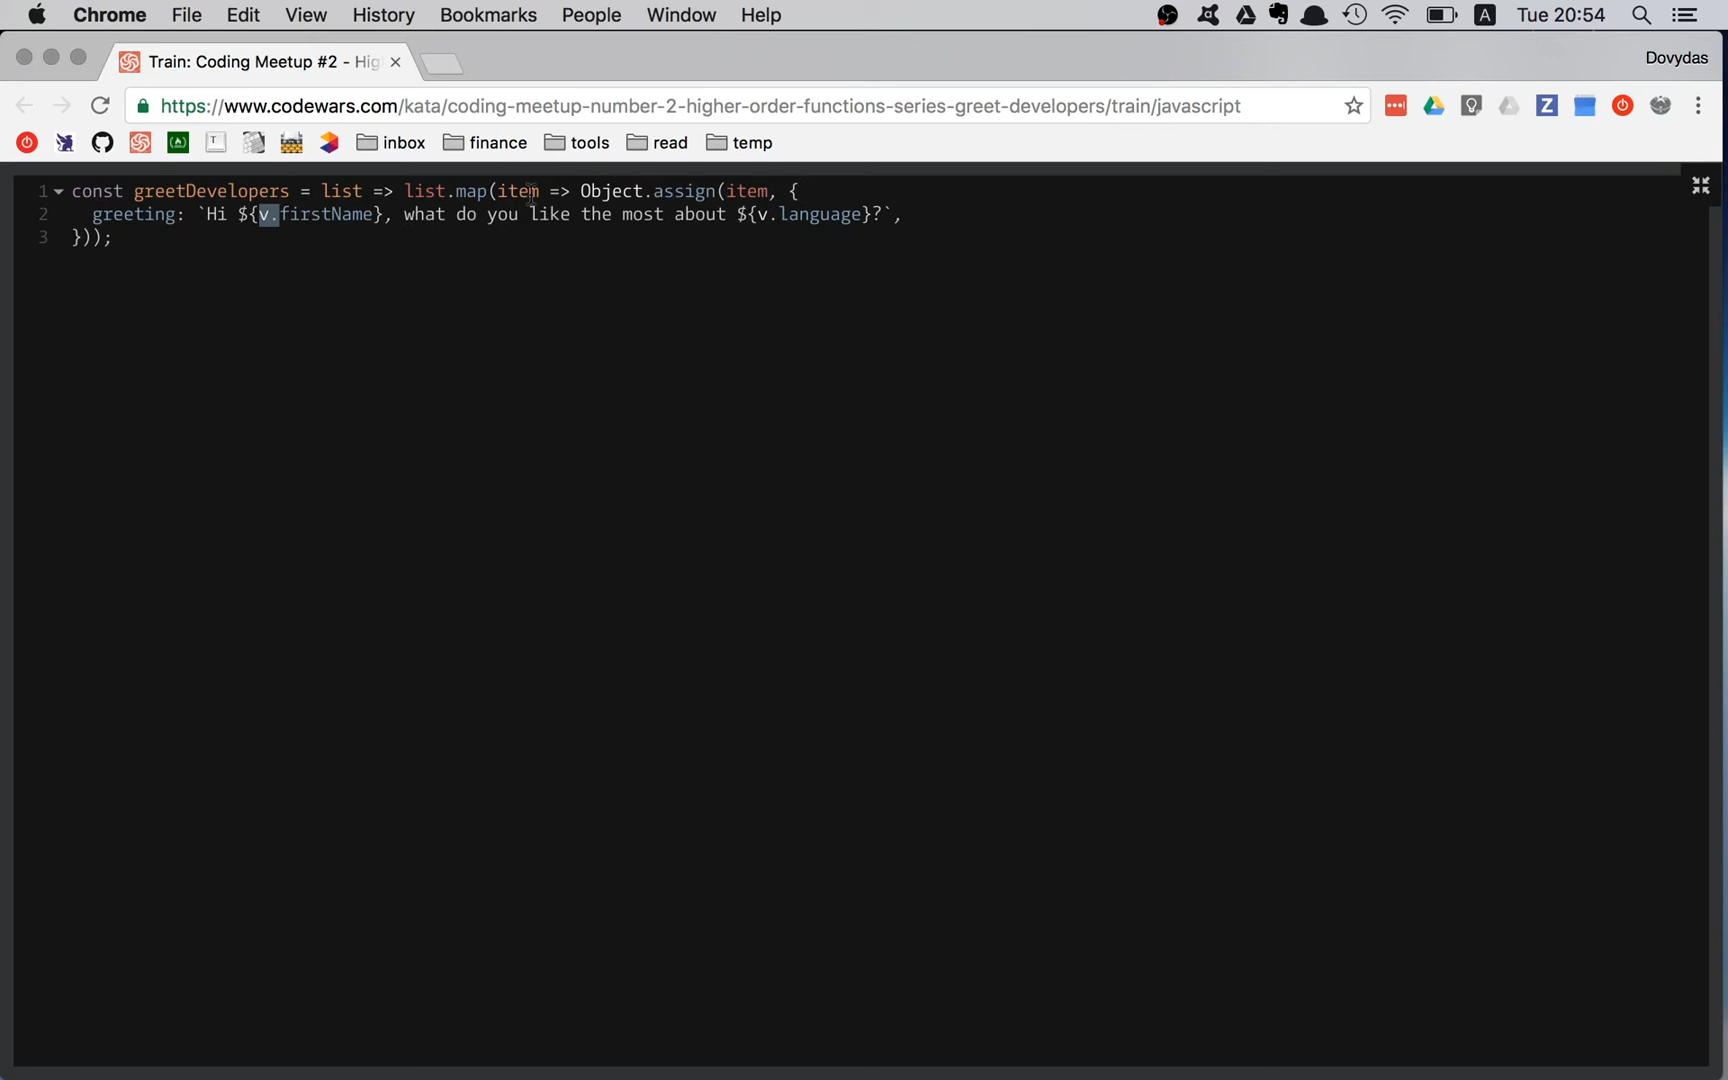 Chrome File Edit View History Bookmarks People Window Help A Tue 20:54
Train: Coding Meetup #2 - Hig Dovydas
https://www.codewars.com/kata/coding-meetup-number-2-higher-order-functions-series-greet-developers/train/javascript Z
T inbox finance tools read temp
1 const greetDevelopers = list => list.map(item => Object.assign(item, {
2 greeting: `Hi ${v.firstName}, what do you like the most about ${v.language}?`,
3 }));